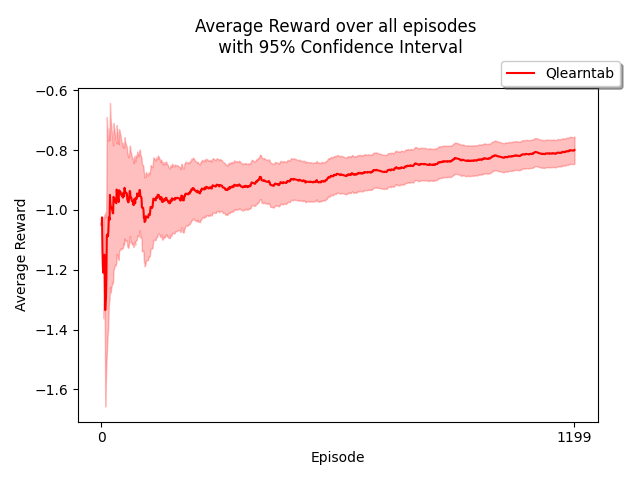 Average Reward over all episodes
with 95% Confidence Interval
Qlearntab
−0.6
−0.8
−1.0
−1.2
−1.4
−1.6
Average Reward
0
1199
Episode